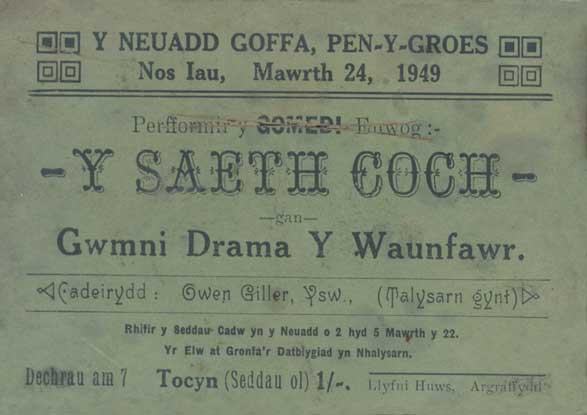 Y NEUADD GOFFA, PEN-Y-GROES
Nos Iau, Mawrth 24, 1949
Perfformir y GOMEDI Enwog :-
- Y SAETH COCH -
—gan—
Gwmni Drama Y Waunfawr.
Cadeirydd : Owen Giller, Ysw., (Talysarn gynt)
Rhifir y Seddau Cadw yn y Neuadd o 2 hyd 5 Mawrth y 22.
Yr Elw at Gronfa'r Datblygiad yn Nhalysarn.
Dechrau am 7 Tocyn (Seddau ol) 1/-. Llyfni Huws, Argraffydd